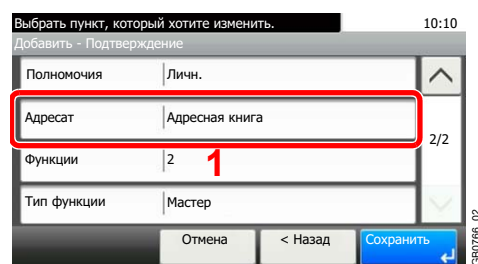 Выбрать пункт, который хотите изменить. 10:10
Добавить - Подтверждение
Полномочия Личн.
Адресат Адресная книга
2/2
Функции 2 1
Тип функции Мастер
Отмена < Назад Сохранить
GB0766_02